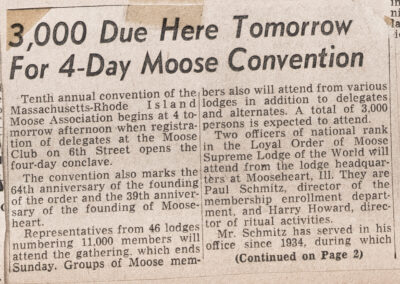 3,000 Due Here Tomorrow
For 4-Day Moose Convention
Tenth annual convention of the
Massachusetts-Rhode Island
Moose Association begins at 4 to-
morrow afternoon when registra-
tion of delegates at the Moose
Club on 6th Street opens the
four-day conclave.
The convention also marks the
64th anniversary of the founding
of the order and the 39th anniver-
sary of the founding of Moose-
heart.
Representatives from 46 lodges
numbering 11,000 members will
attend the gathering, which ends
Sunday. Groups of Moose mem-
bers also will attend from various
lodges in addition to delegates
and alternates. A total of 3,000
persons is expected to attend.
Two officers of national rank
in the Loyal Order of Moose
Supreme Lodge of the World will
attend from the lodge headquar-
ters at Mooseheart, Ill. They are
Paul Schmitz, director of the
membership enrollment depart-
ment, and Harry Howard, direc-
tor of ritual activities.
Mr. Schmitz has served in his
office since 1934, during which
(Continued on Page 2)